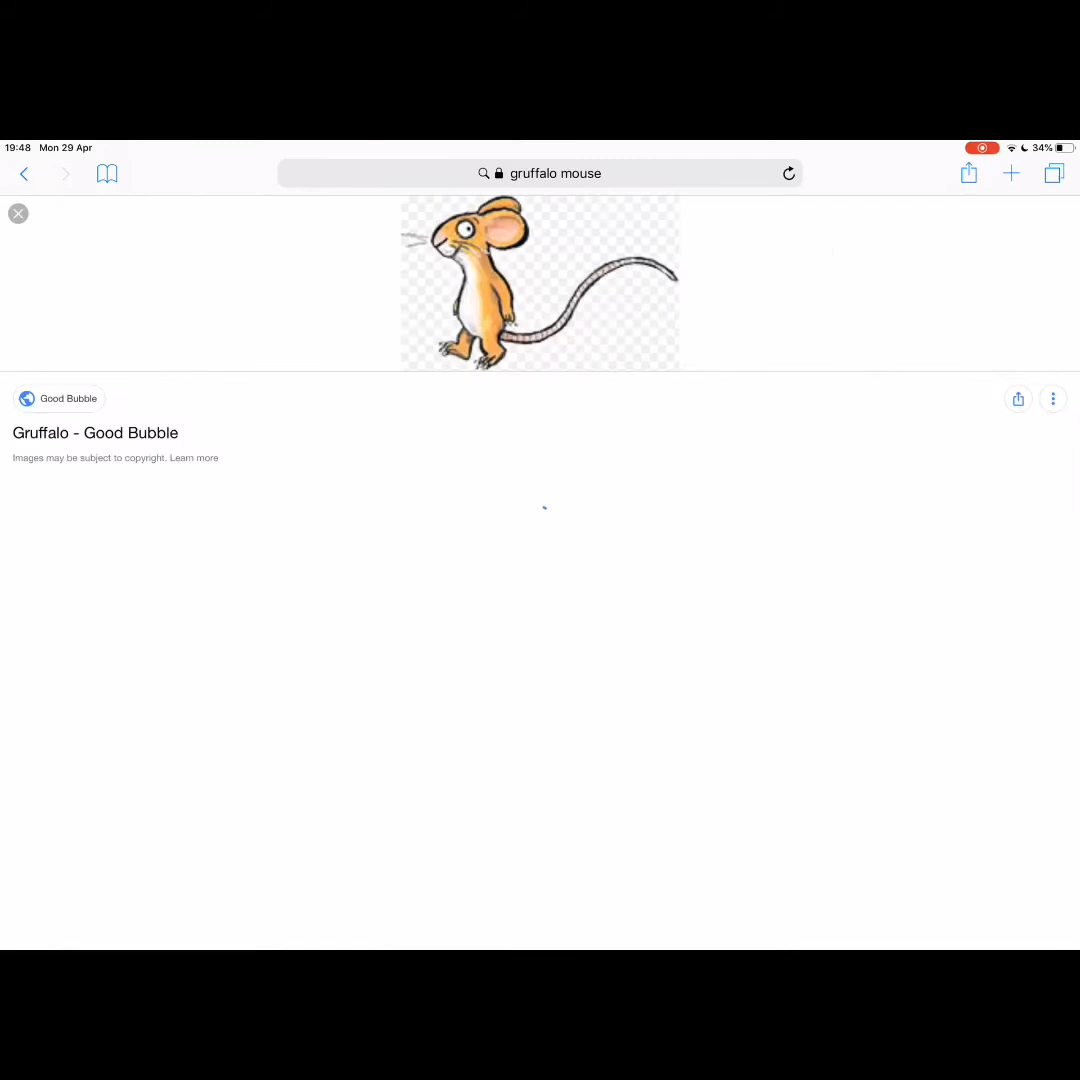 19:48 Mon 29 Apr
34%
gruffalo mouse
Good Bubble
Gruffalo - Good Bubble
Images may be subject to copyright. Learn more